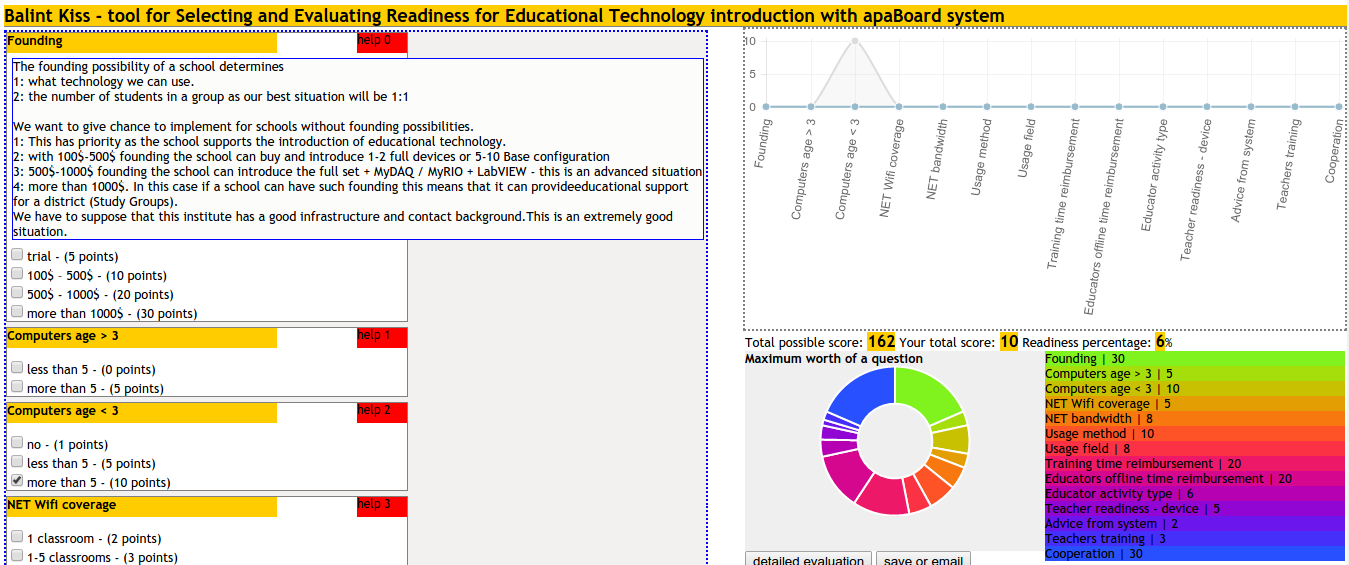 Balint Kiss - tool for Selecting and Evaluating Readiness for Educational Technology introduction with apaBoard system
Founding
help 0
The founding possibility of a school determines
1: what technology we can use.
2: the number of students in a group as our best situation will be 1:1
We want to give chance to implement for schools without founding possibilities.
1: This has priority as the school supports the introduction of educational technology.
2: with 100$-500$ founding the school can buy and introduce 1-2 full devices or 5-10 Base configuration
3: 500$-1000$ founding the school can introduce the full set + MyDAQ / MyRIO + LabVIEW - this is an advanced situation
4: more than 1000$. In this case if a school can have such founding this means that it can provideeducational support
for a district (Study Groups).
We have to suppose that this institute has a good infrastructure and contact background.This is an extremely good
situation.
trial - (5 points)
100$ - 500$ - (10 points)
500$ - 1000$ - (20 points)
more than 1000$ - (30 points)
Computers age > 3
help 1
less than 5 - (0 points)
more than 5 - (5 points)
Computers age < 3
help 2
no - (1 points)
less than 5 - (5 points)
more than 5 - (10 points)
NET Wifi coverage
help 3
1 classroom - (2 points)
1-5 classrooms - (3 points)
10
5
0
Founding
Computers age > 3
Computers age < 3
NET Wifi coverage
NET bandwidth
Usage method
Usage field
Training time reimbursement
Educators offline time reimbursement
Educator activity type
Teacher readiness - device
Advice from system
Teachers training
Cooperation
Total possible score: 162 Your total score: 10 Readiness percentage: 6%
Maximum worth of a question
Founding | 30
Computers age > 3 | 5
Computers age < 3 | 10
NET Wifi coverage | 5
NET bandwidth | 8
Usage method | 10
Usage field | 8
Training time reimbursement | 20
Educators offline time reimbursement | 20
Educator activity type | 6
Teacher readiness - device | 5
Advice from system | 2
Teachers training | 3
Cooperation | 30
detailed evaluation
save or email